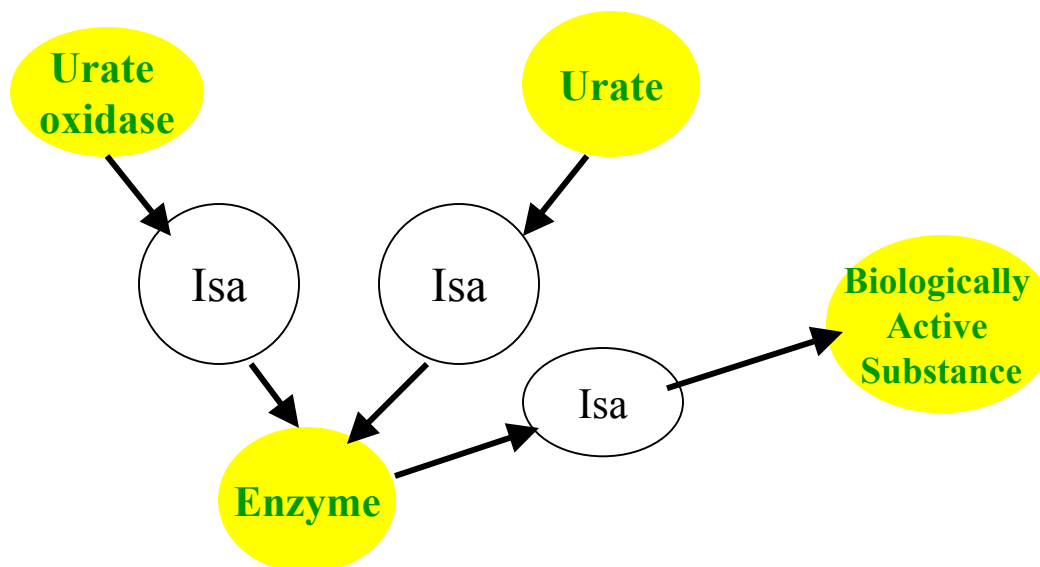 Urate
oxidase
Urate
Isa
Isa
Biologically
Active
Substance
Isa
Enzyme